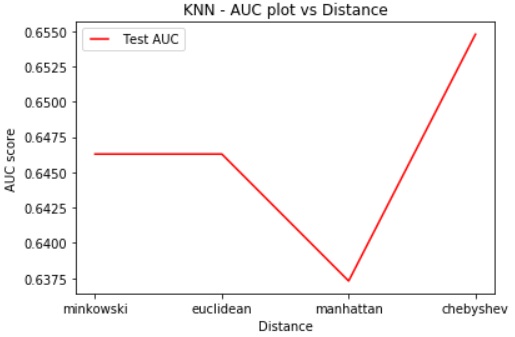 KNN - AUC plot vs Distance
Test AUC
0.6550
0.6525
0.6500
0.6475
0.6450
0.6425
0.6400
0.6375
AUC score
minkowski euclidean manhattan chebyshev
Distance